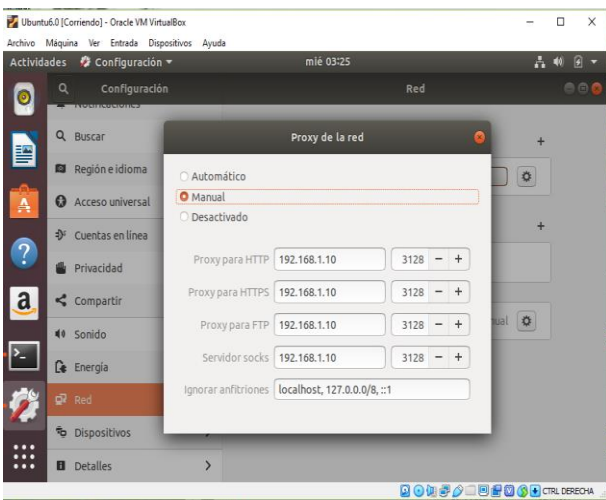 Ubuntu6.0 [Corriendo] - Oracle VM VirtualBox
Archivo Máquina Ver Entrada Dispositivos Ayuda
Actividades Configuración mié 03:25
Configuración Red
Notificaciones
Buscar
Región e idioma
Acceso universal
Cuentas en línea
Privacidad
Compartir
Sonido
Energía
Red
Dispositivos
Detalles
Proxy de la red
Automático
Manual
Desactivado
Proxy para HTTP 192.168.1.10 3128 − +
Proxy para HTTPS 192.168.1.10 3128 − +
Proxy para FTP 192.168.1.10 3128 − +
Servidor socks 192.168.1.10 3128 − +
Ignorar anfitriones localhost, 127.0.0.0/8, ::1
CTRL DERECHA